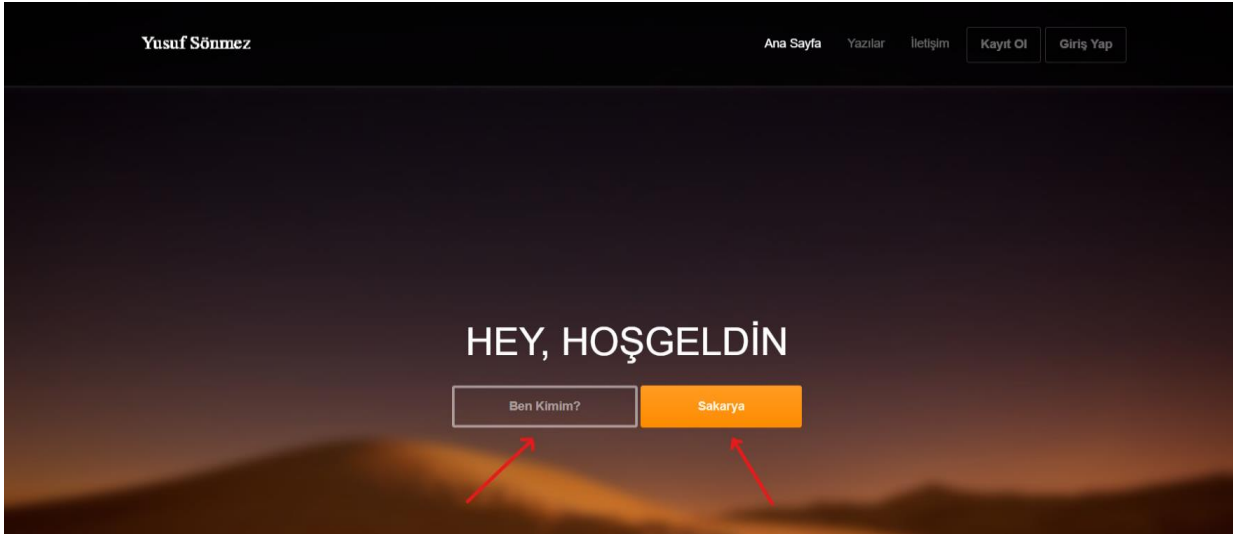 Yusuf Sönmez
Ana Sayfa Yazılar İletişim Kayıt Ol Giriş Yap
HEY, HOŞGELDİN
Ben Kimim? Sakarya